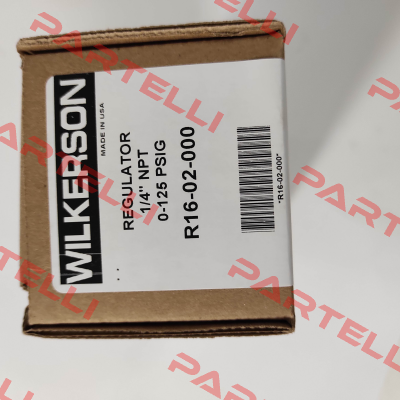 WILKERSON
MADE IN USA
REGULATOR
1/4" NPT
0-125 PSIG
R16-02-000
*R16-02-000*
PARTELLI
PARTELLI
PARTELLI
PARTELLI